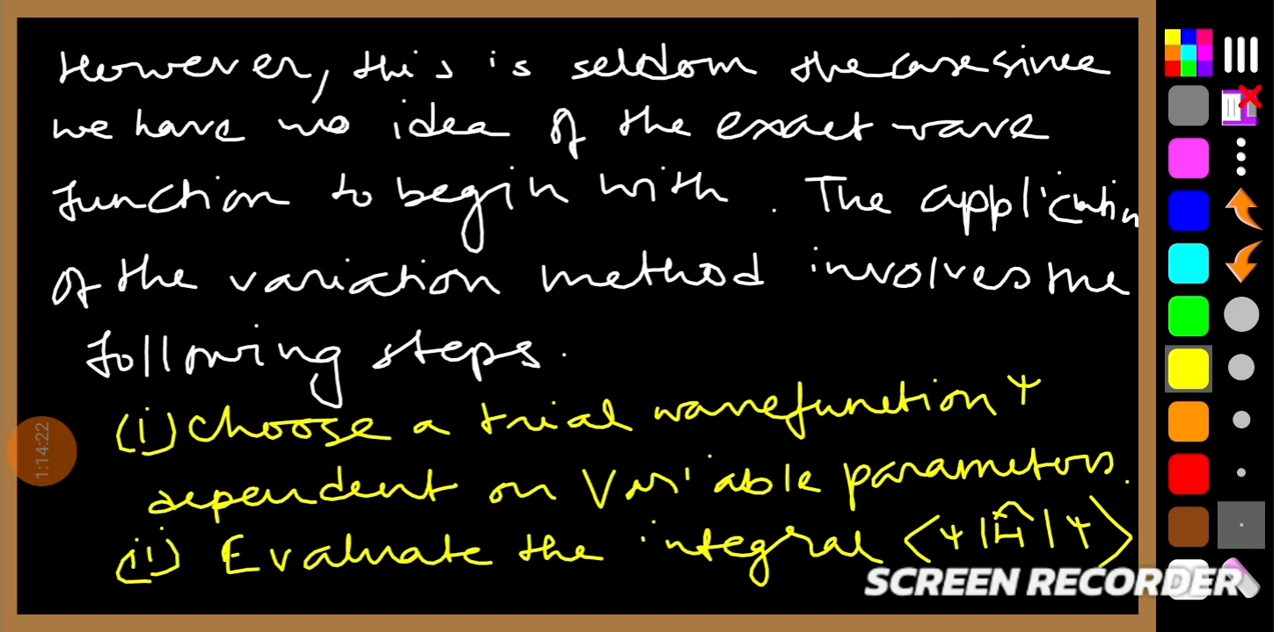 However, this is seldom the case since
we have no idea of the exact wave
function to begin with. The application
of the variation method involves the
following steps.
(i) Choose a trial wavefunction Ψ
dependent on Variable parameters.
(ii) Evaluate the integral <Ψ|Ĥ|Ψ>
1:14:22
SCREEN RECORDER